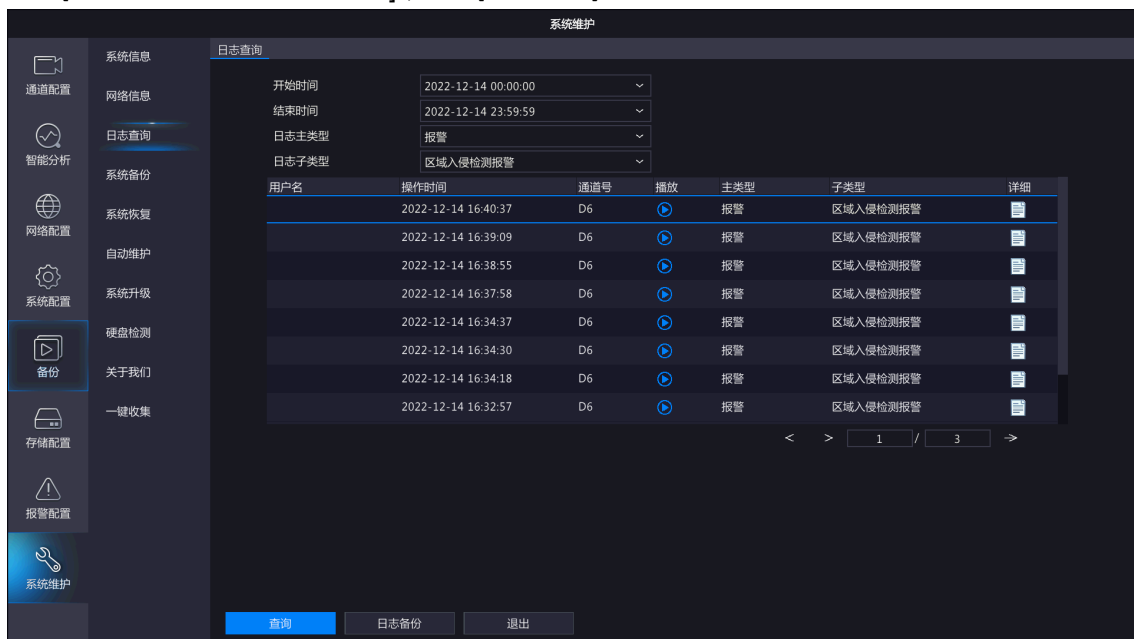 系统维护
通道配置
智能分析
网络配置
系统配置
备份
存储配置
报警配置
系统维护
系统信息
网络信息
日志查询
系统备份
系统恢复
自动维护
系统升级
硬盘检测
关于我们
一键收集
日志查询
开始时间 2022-12-14 00:00:00
结束时间 2022-12-14 23:59:59
日志主类型 报警
日志子类型 区域入侵检测报警
用户名 操作时间 通道号 播放 主类型 子类型 详细
2022-12-14 16:40:37 D6 报警 区域入侵检测报警
2022-12-14 16:39:09 D6 报警 区域入侵检测报警
2022-12-14 16:38:55 D6 报警 区域入侵检测报警
2022-12-14 16:37:58 D6 报警 区域入侵检测报警
2022-12-14 16:34:37 D6 报警 区域入侵检测报警
2022-12-14 16:34:30 D6 报警 区域入侵检测报警
2022-12-14 16:34:18 D6 报警 区域入侵检测报警
2022-12-14 16:32:57 D6 报警 区域入侵检测报警
< > 1 / 3 ->
查询 日志备份 退出